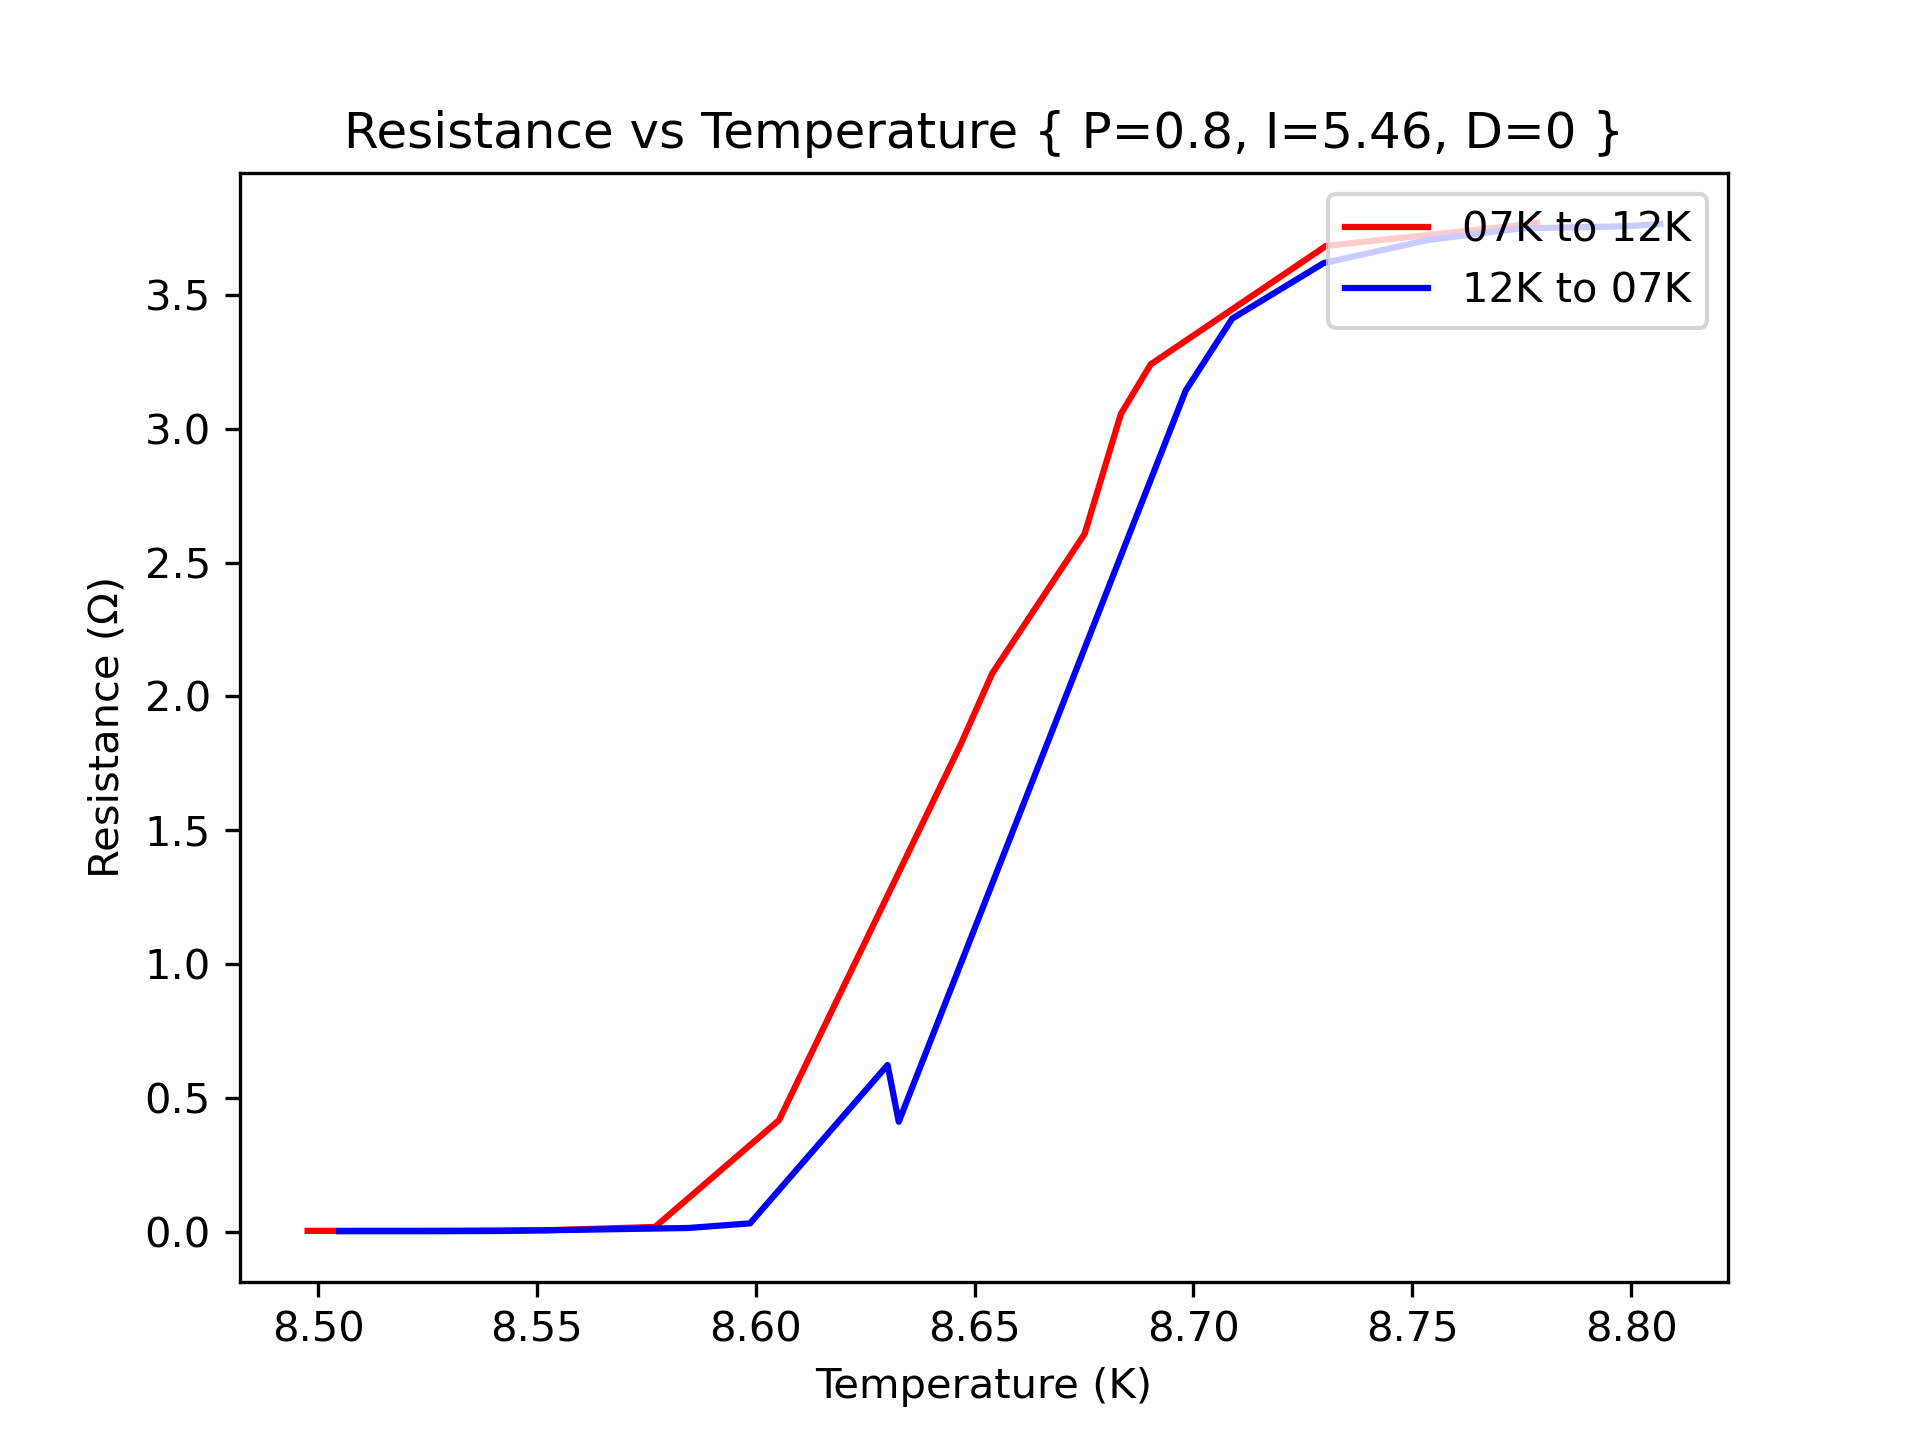 Resistance vs Temperature { P=0.8, I=5.46, D=0 }
07K to 12K
12K to 07K
3.5
3.0
2.5
2.0
1.5
1.0
0.5
0.0
Resistance (Ω)
8.50 8.55 8.60 8.65 8.70 8.75 8.80
Temperature (K)